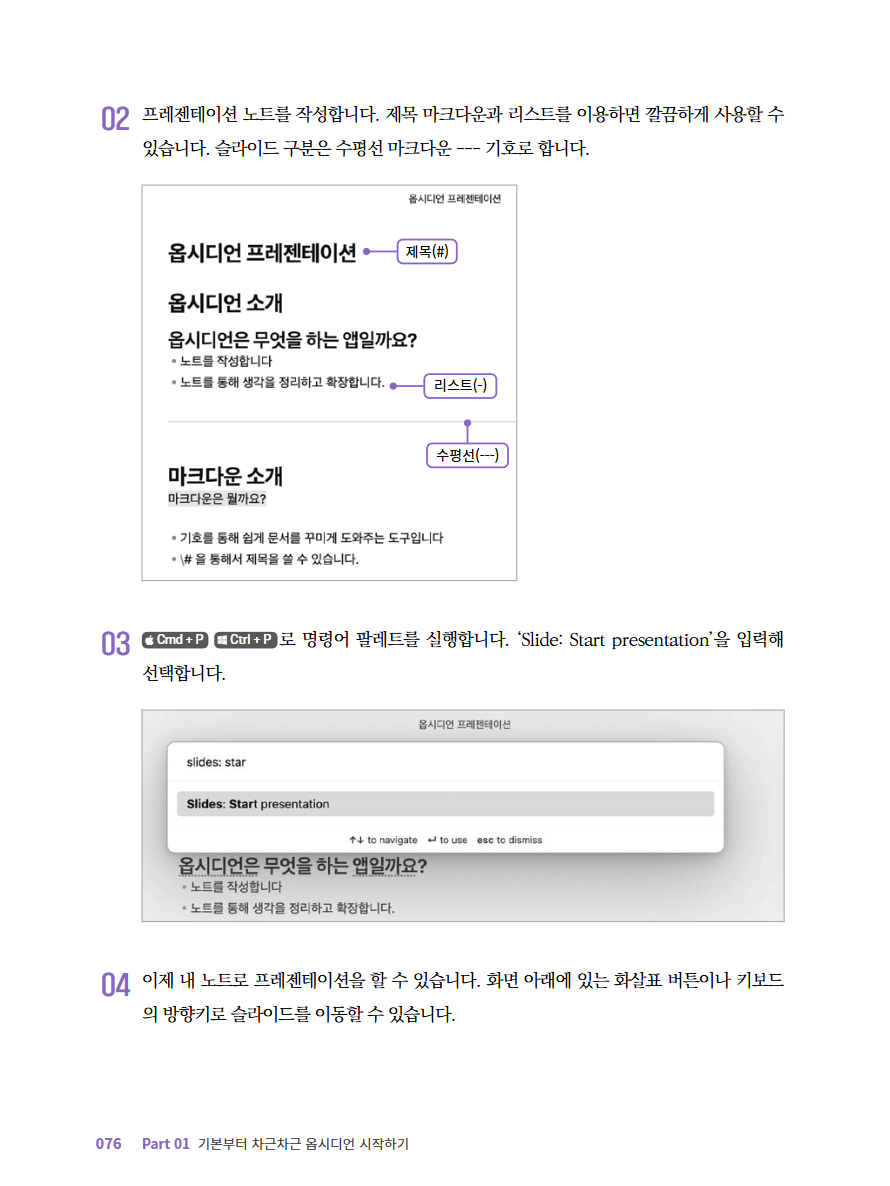 02 프레젠테이션 노트를 작성합니다. 제목 마크다운과 리스트를 이용하면 깔끔하게 사용할 수
있습니다. 슬라이드 구분은 수평선 마크다운 --- 기호로 합니다.
옵시디언 프레젠테이션
옵시디언 프레젠테이션 제목(#)
옵시디언 소개
옵시디언은 무엇을 하는 앱일까요?
• 노트를 작성합니다
• 노트를 통해 생각을 정리하고 확장합니다. 리스트(-)
수평선(---)
마크다운 소개
마크다운은 뭘까요?
• 기호를 통해 쉽게 문서를 꾸미게 도와주는 도구입니다
• \# 을 통해서 제목을 쓸 수 있습니다.
03 Cmd + P Ctrl + P 로 명령어 팔레트를 실행합니다. ‘Slide: Start presentation’을 입력해
선택합니다.
옵시디언 프레젠테이션
slides: star
Slides: Start presentation
↑↓ to navigate ↵ to use esc to dismiss
옵시디언은 무엇을 하는 앱일까요?
• 노트를 작성합니다
• 노트를 통해 생각을 정리하고 확장합니다.
04 이제 내 노트로 프레젠테이션을 할 수 있습니다. 화면 아래에 있는 화살표 버튼이나 키보드
의 방향키로 슬라이드를 이동할 수 있습니다.
076 Part 01 기본부터 차근차근 옵시디언 시작하기